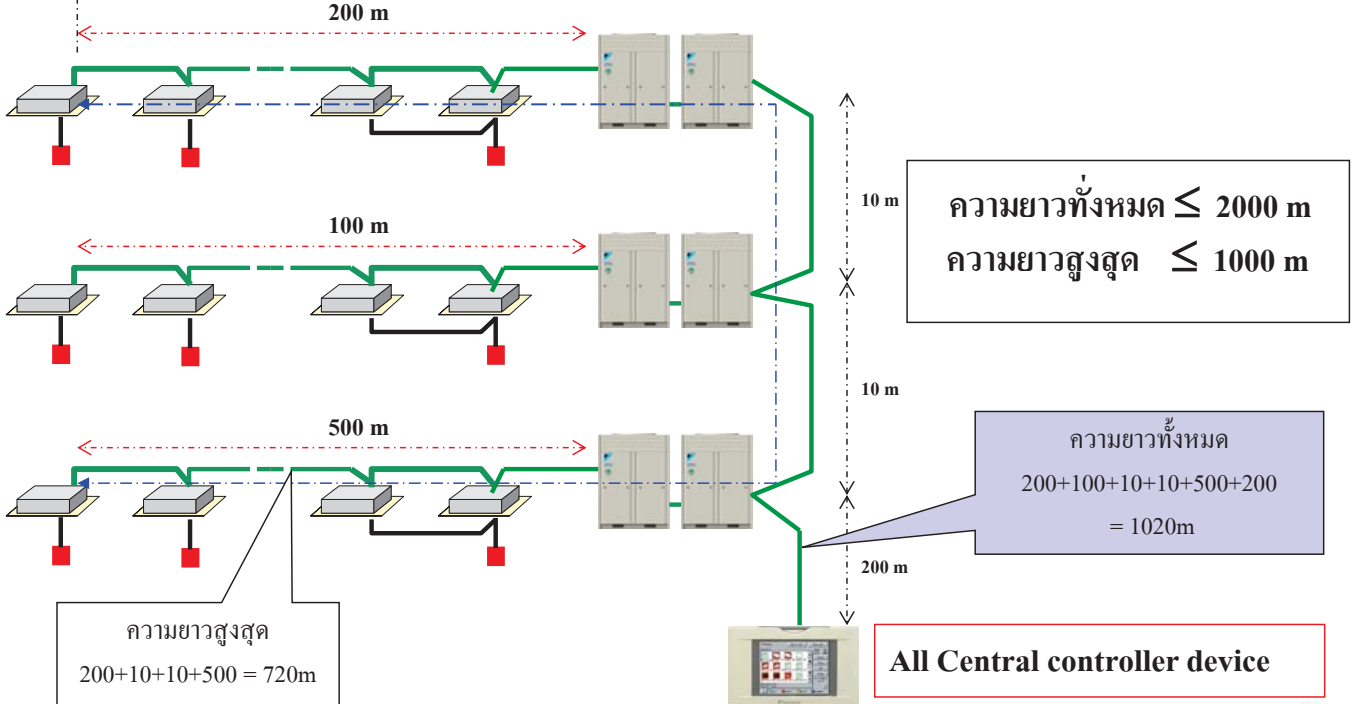 200 m
10 m
ความยาวทั่งหมด ≤ 2000 m
ความยาวสูงสุด ≤ 1000 m
100 m
10 m
500 m
ความยาวทั้งหมด
200+100+10+10+500+200
= 1020m
200 m
ความยาวสูงสุด
200+10+10+500 = 720m
All Central controller device